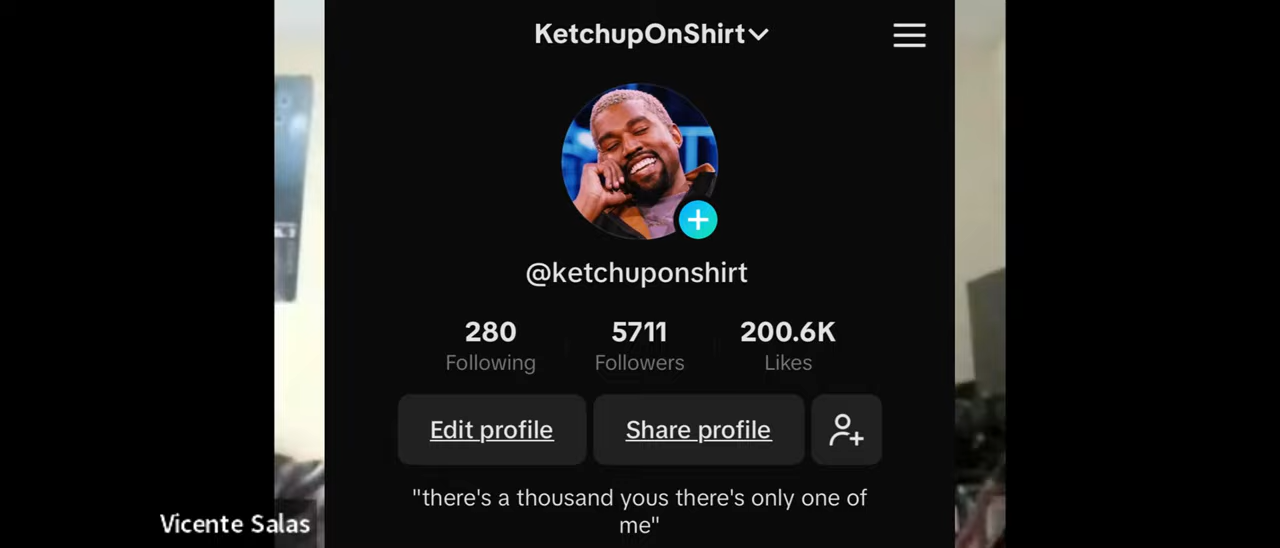 KetchupOnShirt
@ketchuponshirt
280 5711 200.6K
Following Followers Likes
Edit profile Share profile
"there's a thousand yous there's only one of
me"
Vicente Salas